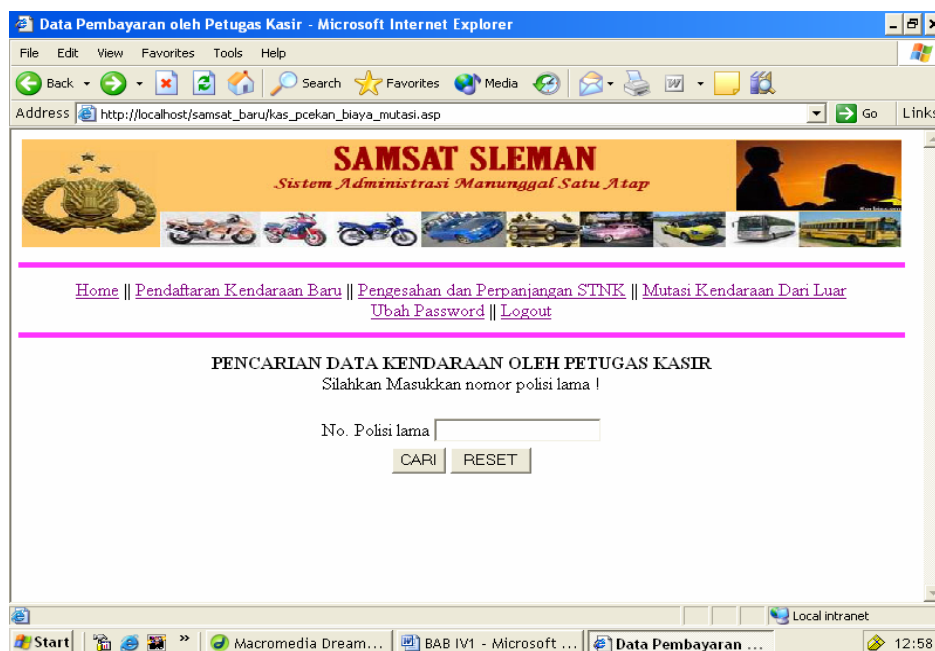 Data Pembayaran oleh Petugas Kasir - Microsoft Internet Explorer
File Edit View Favorites Tools Help
Back Search Favorites Media
Address http://localhost/samsat_baru/kas_pcekan_biaya_mutasi.asp Go Links
SAMSAT SLEMAN
Sistem Administrasi Manunggal Satu Atap
Home || Pendaftaran Kendaraan Baru || Pengesahan dan Perpanjangan STNK || Mutasi Kendaraan Dari Luar
Ubah Password || Logout
PENCARIAN DATA KENDARAAN OLEH PETUGAS KASIR
Silahkan Masukkan nomor polisi lama !
No. Polisi lama
CARI RESET
Local intranet
Start » Macromedia Dream... BAB IV1 - Microsoft ... Data Pembayaran ... 12:58